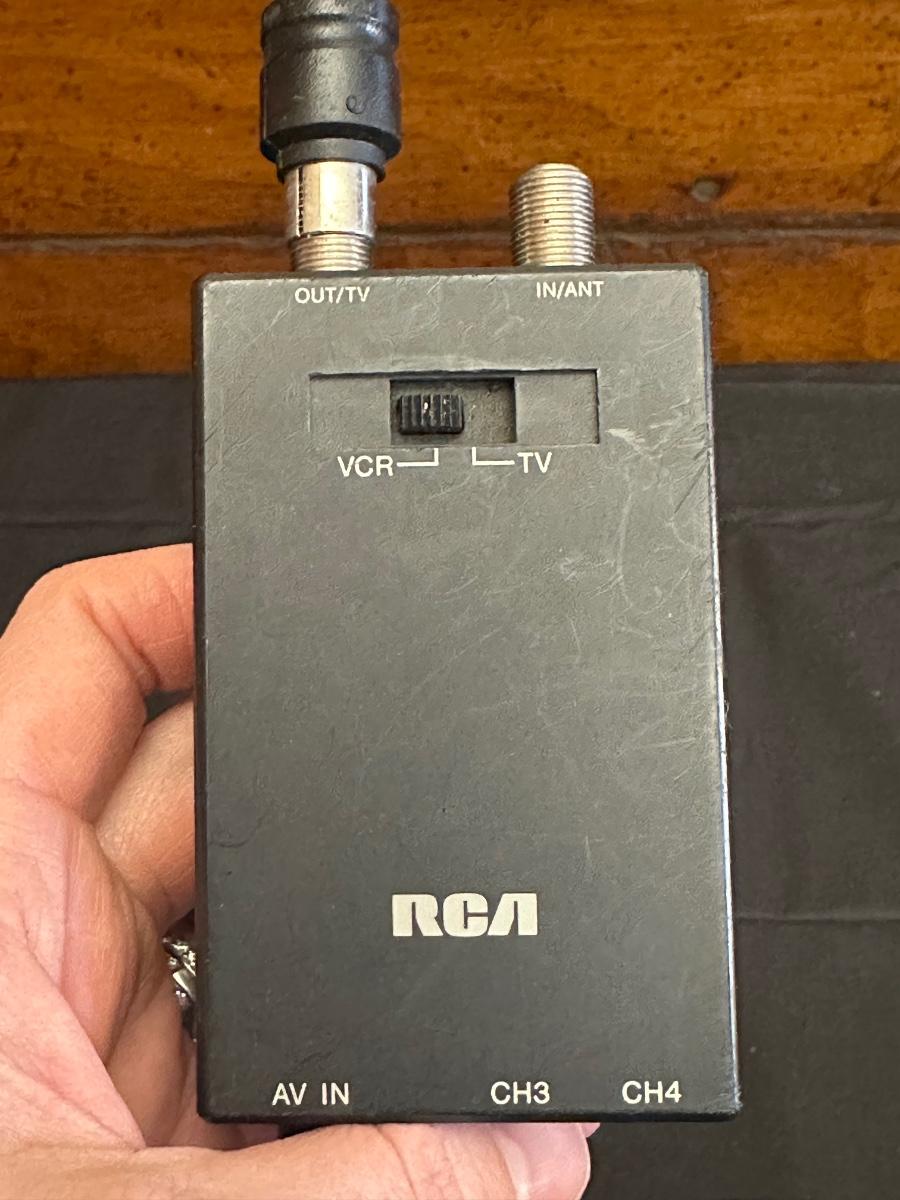 OUT/TV IN/ANT
VCR TV
RCA
AV IN CH3 CH4